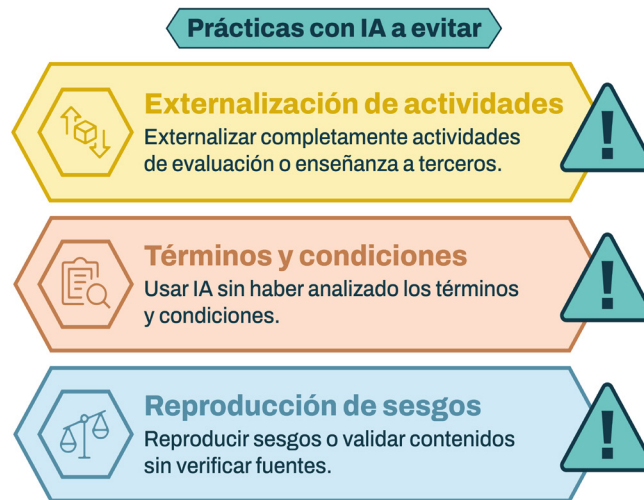 Prácticas con IA a evitar
Externalización de actividades
Externalizar completamente actividades
de evaluación o enseñanza a terceros.
!
Términos y condiciones
Usar IA sin haber analizado los términos
y condiciones.
!
Reproducción de sesgos
Reproducir sesgos o validar contenidos
sin verificar fuentes.
!